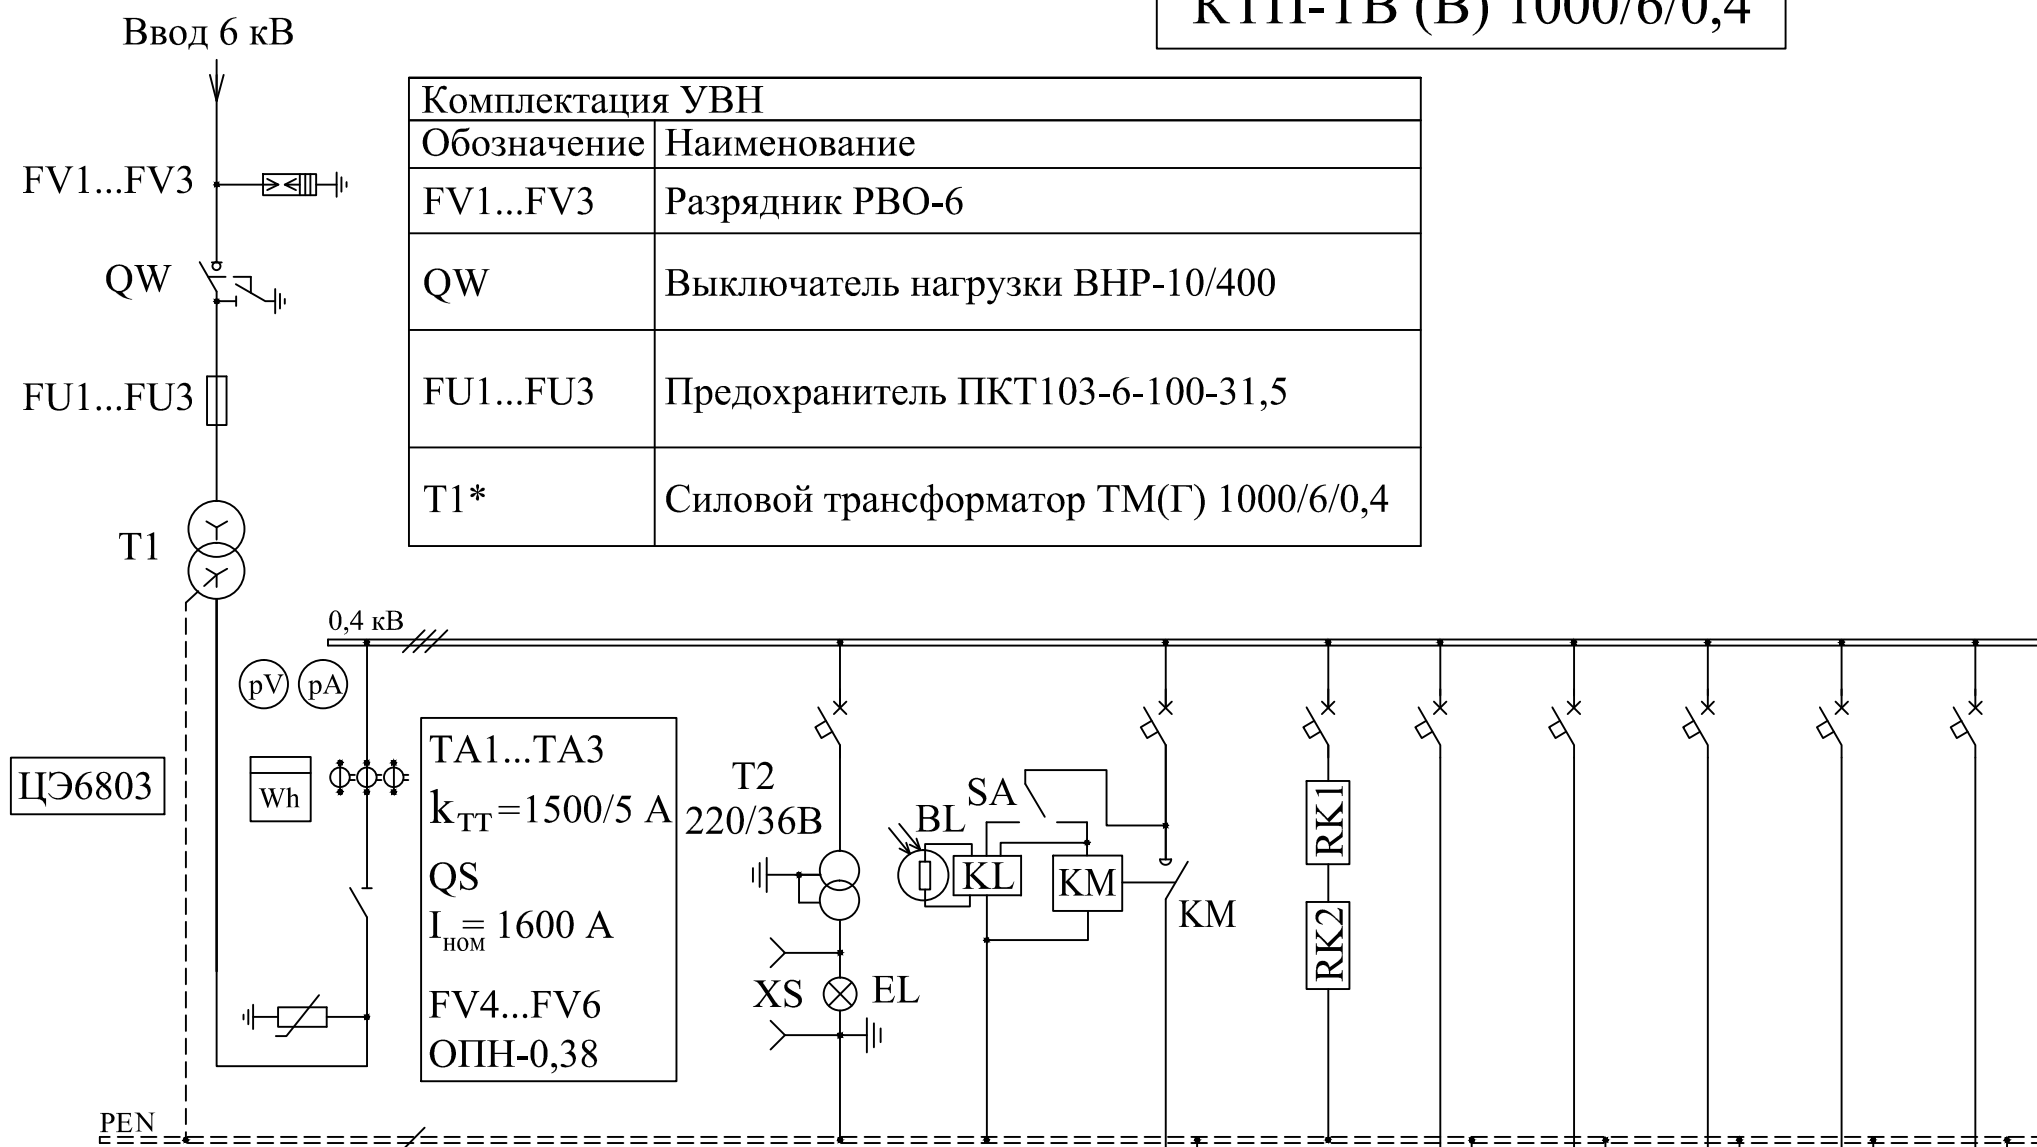 КТП-ТВ (В) 1000/6/0,4
Ввод 6 кВ
Комплектация УВН
Обозначение Наименование
FV1...FV3
FV1...FV3 Разрядник РВО-6
QW
QW Выключатель нагрузки ВНР-10/400
FU1...FU3
FU1...FU3 Предохранитель ПКТ103-6-100-31,5
T1
T1* Силовой трансформатор ТМ(Г) 1000/6/0,4
0,4 кВ
pV pA
ЦЭ6803
Wh
TA1...TA3
kТТ=1500/5 А
QS
Iном= 1600 А
FV4...FV6
ОПН-0,38
T2
220/36В
XS
EL
BL
SA
KL
KM
KM
RK1
RK2
PEN